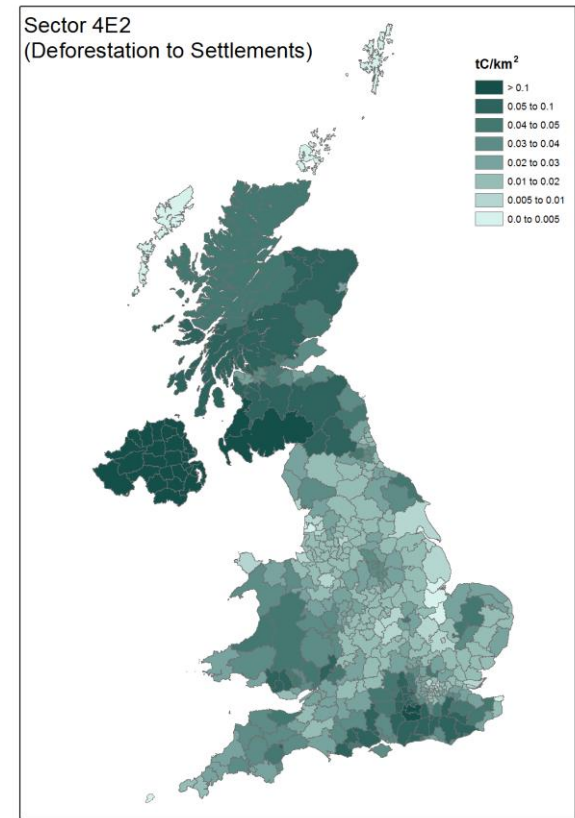 Sector 4E2
(Deforestation to Settlements)
tC/km²
> 0.1
0.05 to 0.1
0.04 to 0.05
0.03 to 0.04
0.02 to 0.03
0.01 to 0.02
0.005 to 0.01
0.0 to 0.005